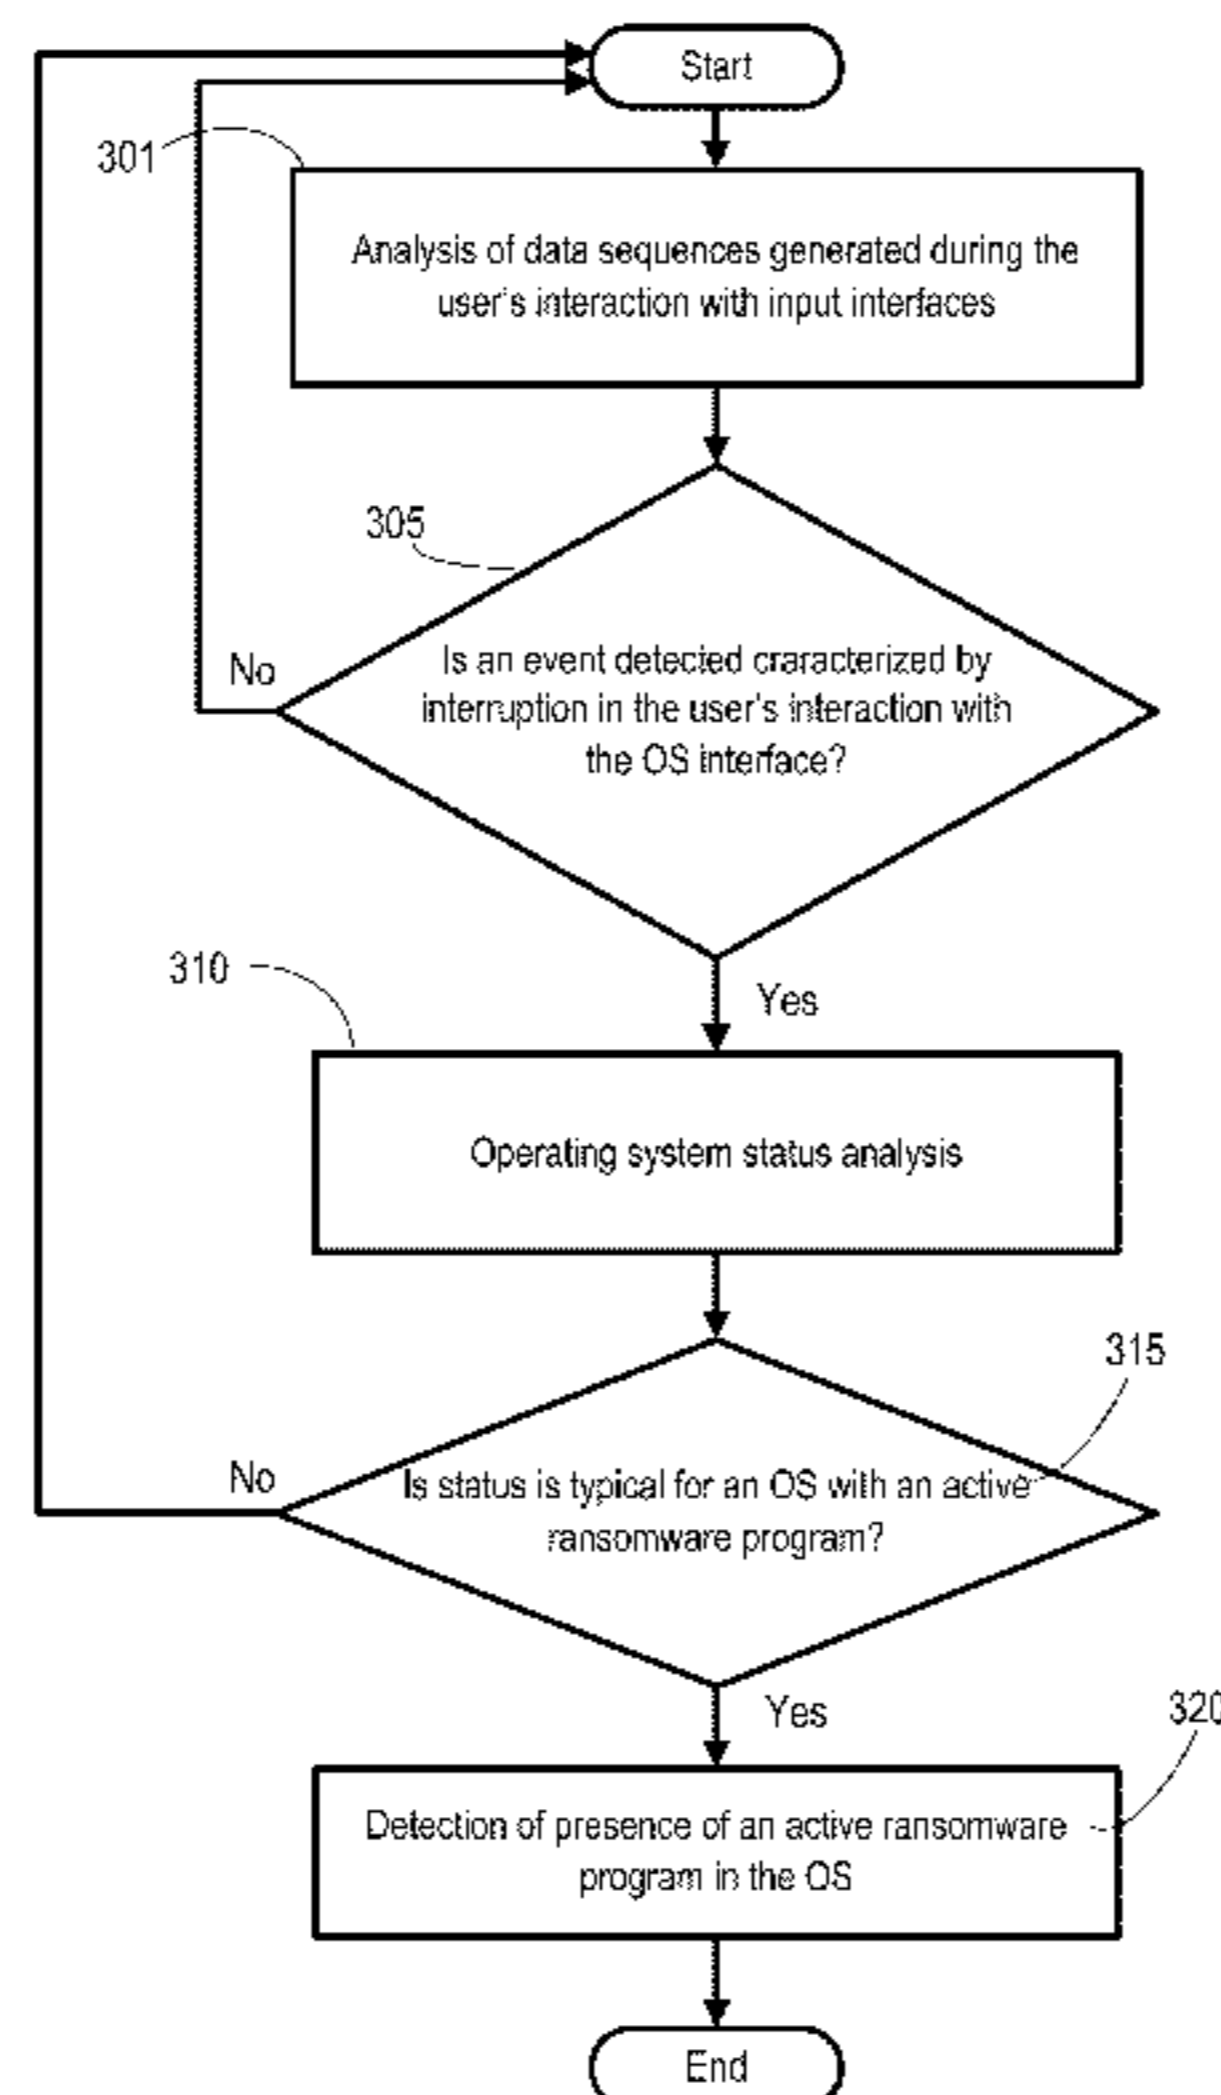 Start
301
Analysis of data sequences generated during the
user's interaction with input interfaces
305
No
Is an event detected craracterized by
interruption in the user's interaction with
the OS interface?
310
Yes
Operating system status analysis
315
No
Is status is typical for an OS with an active
ransomware program?
Yes
320
Detection of presence of an active ransomware
program in the OS
End